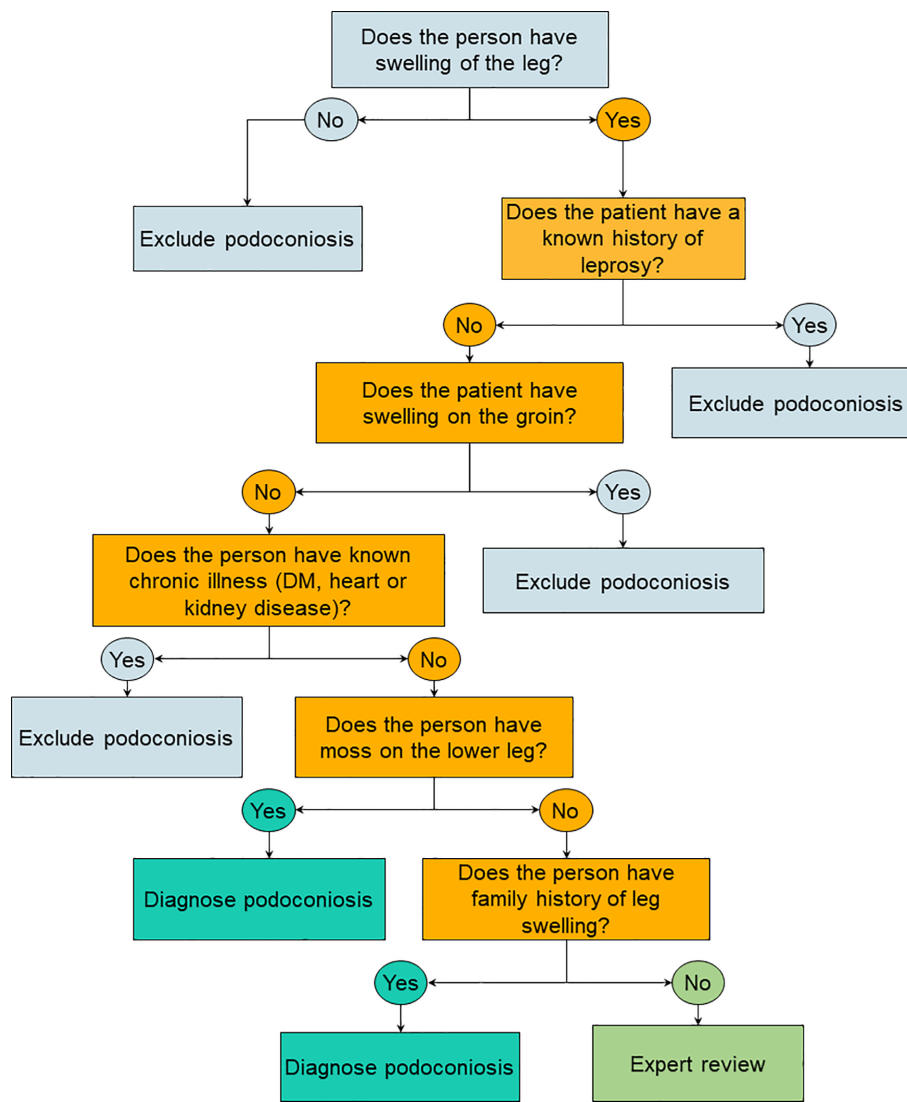 Does the person have
swelling of the leg?
No
Yes
Exclude podoconiosis
Does the patient have a
known history of
leprosy?
No
Yes
Does the patient have
swelling on the groin?
Exclude podoconiosis
No
Yes
Does the person have known
chronic illness (DM, heart or
kidney disease)?
Exclude podoconiosis
Yes
No
Exclude podoconiosis
Does the person have
moss on the lower leg?
Yes
No
Diagnose podoconiosis
Does the person have
family history of leg
swelling?
Yes
No
Diagnose podoconiosis
Expert review